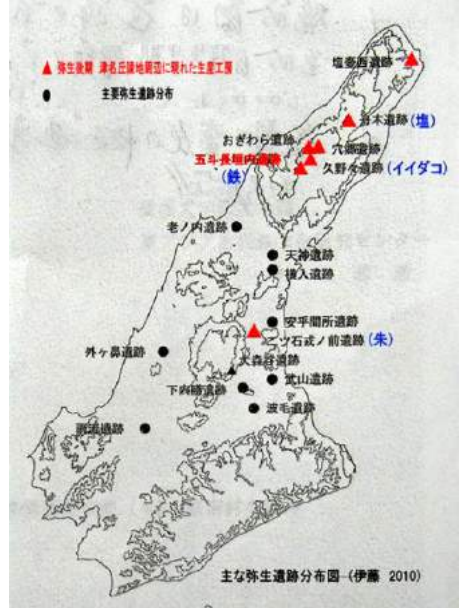 ▲ 弥生後期 津名丘陵地周辺に現れた生産工房
● 主要弥生遺跡分布
塩壷西遺跡
舟木遺跡(塩)
おぎわら遺跡
穴郷遺跡
五斗長垣内遺跡
(鉄)
久野々遺跡(イイダコ)
老ノ内遺跡
天神遺跡
安乎間所遺跡
二ツ石戎ノ前遺跡(朱)
外ヶ鼻遺跡
大森谷遺跡
下内膳遺跡
武山遺跡
波毛遺跡
主な弥生遺跡分布図 (伊藤 2010)